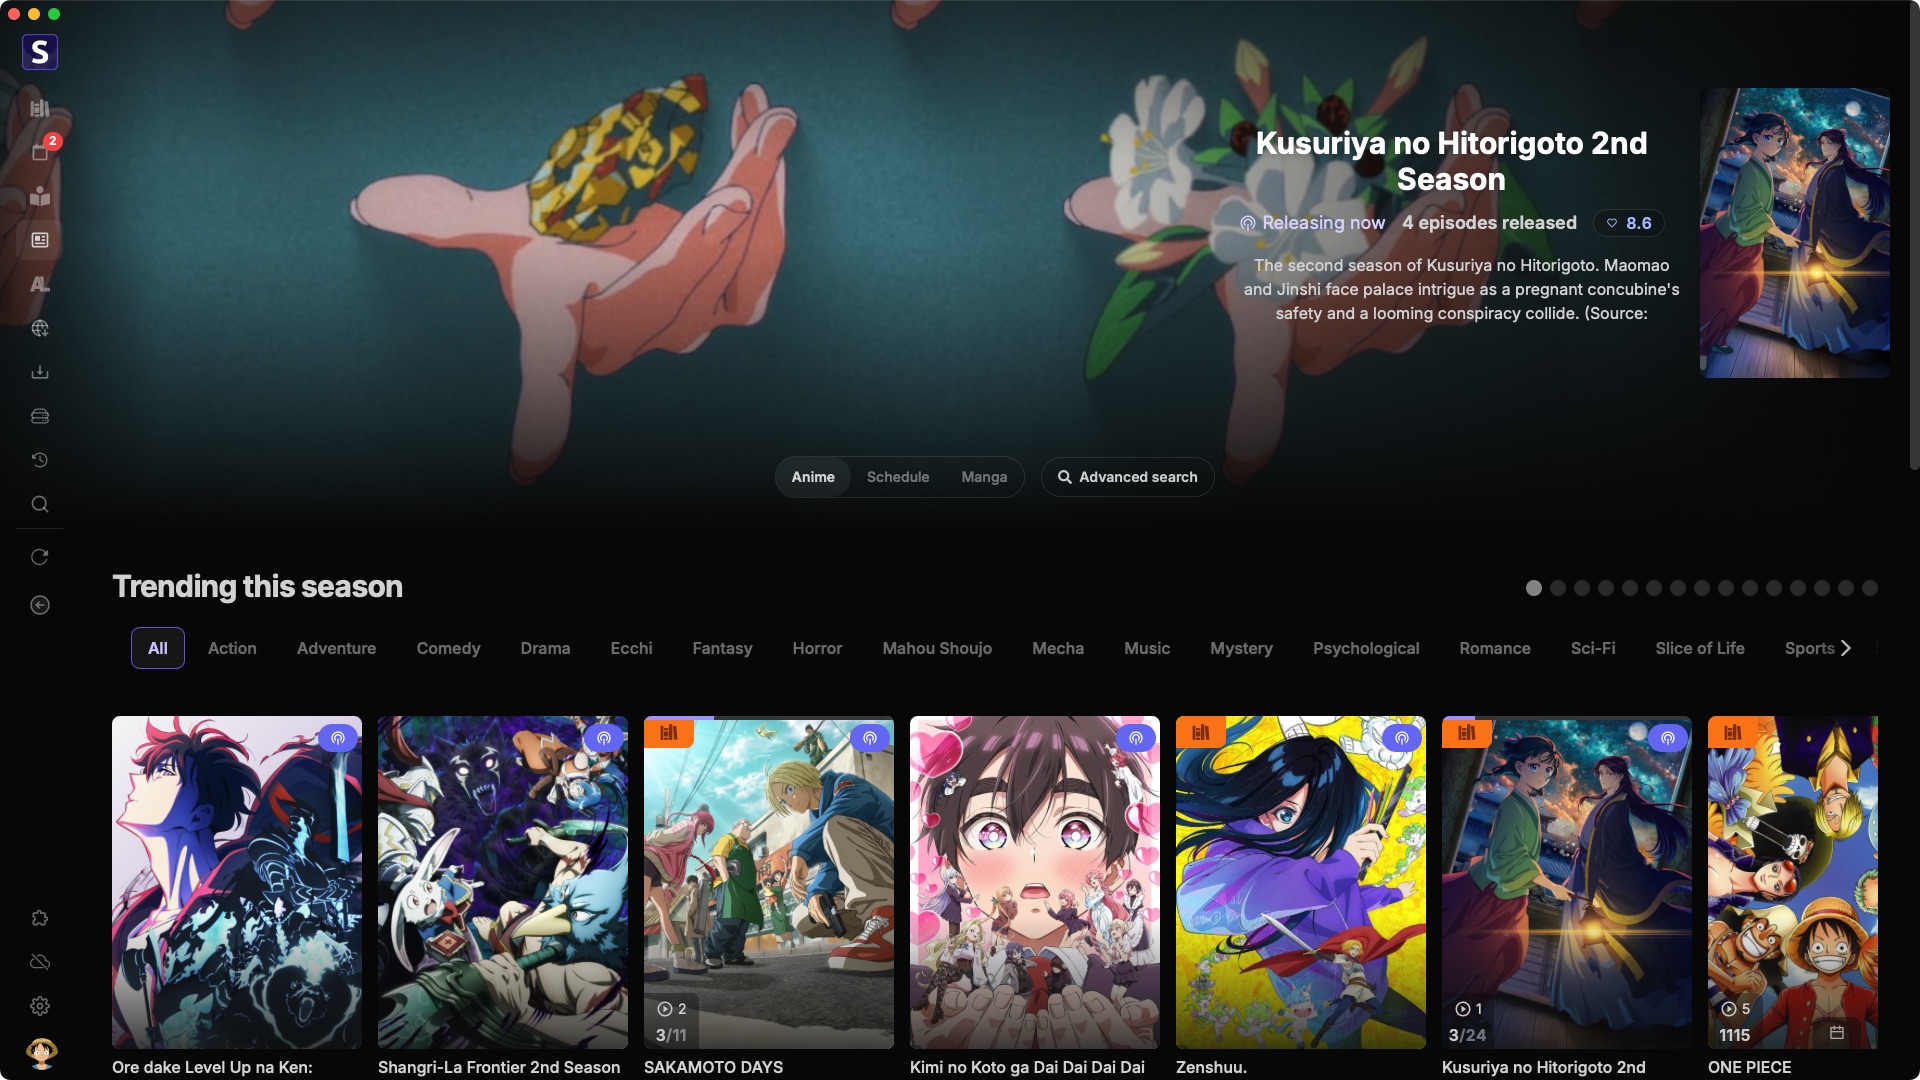 S
2
Kusuriya no Hitorigoto 2nd
Season
Releasing now 4 episodes released 8.6
The second season of Kusuriya no Hitorigoto. Maomao
and Jinshi face palace intrigue as a pregnant concubine's
safety and a looming conspiracy collide. (Source:
Anime Schedule Manga Advanced search
Trending this season
All Action Adventure Comedy Drama Ecchi Fantasy Horror Mahou Shoujo Mecha Music Mystery Psychological Romance Sci-Fi Slice of Life Sports
2
3/11
1
3/24
5
1115
Ore dake Level Up na Ken:
Shangri-La Frontier 2nd Season
SAKAMOTO DAYS
Kimi no Koto ga Dai Dai Dai Dai
Zenshuu.
Kusuriya no Hitorigoto 2nd
ONE PIECE